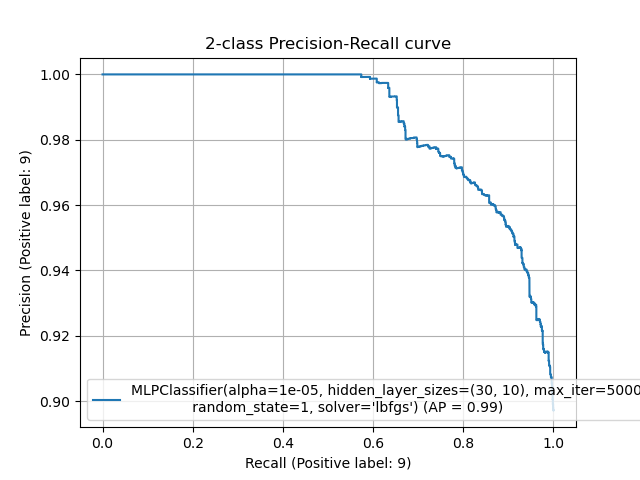 2-class Precision-Recall curve
1.00
0.98
0.96
0.94
0.92
0.90
Precision (Positive label: 9)
MLPClassifier(alpha=1e-05, hidden_layer_sizes=(30, 10), max_iter=5000
random_state=1, solver='lbfgs') (AP = 0.99)
0.0 0.2 0.4 0.6 0.8 1.0
Recall (Positive label: 9)